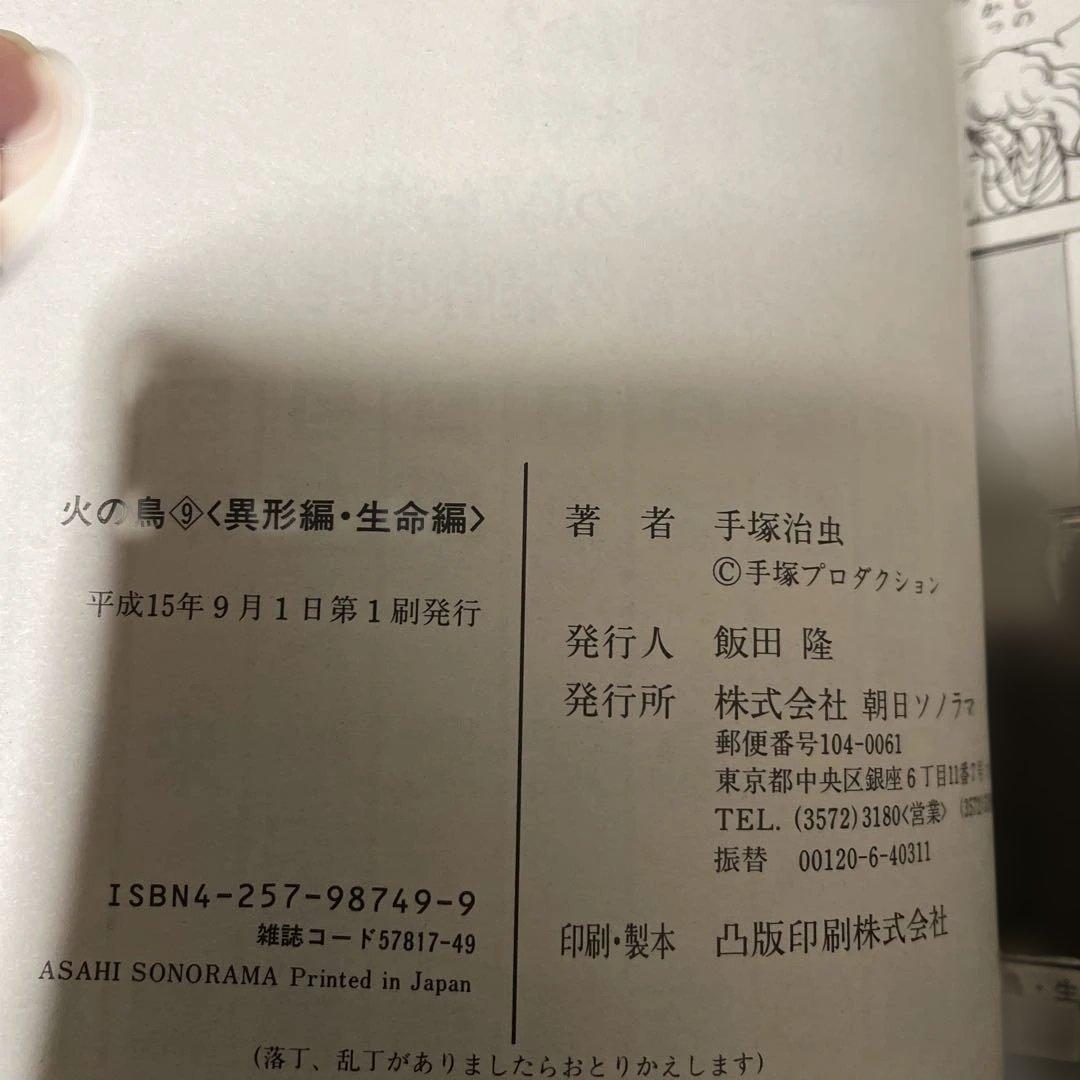 火の鳥⑨〈異形編・生命編〉
平成15年9月1日第1刷発行
ISBN4-257-98749-9
雑誌コード57817-49
ASAHI SONORAMA Printed in Japan
著 者 手塚治虫
©手塚プロダクション
発行人 飯田 隆
発行所 株式会社 朝日ソノラマ
郵便番号104-0061
東京都中央区銀座6丁目11番
TEL. (3572)3180〈営業〉
振替 00120-6-40311
印刷・製本 凸版印刷株式会社
(落丁、乱丁がありましたらおとりかえします)